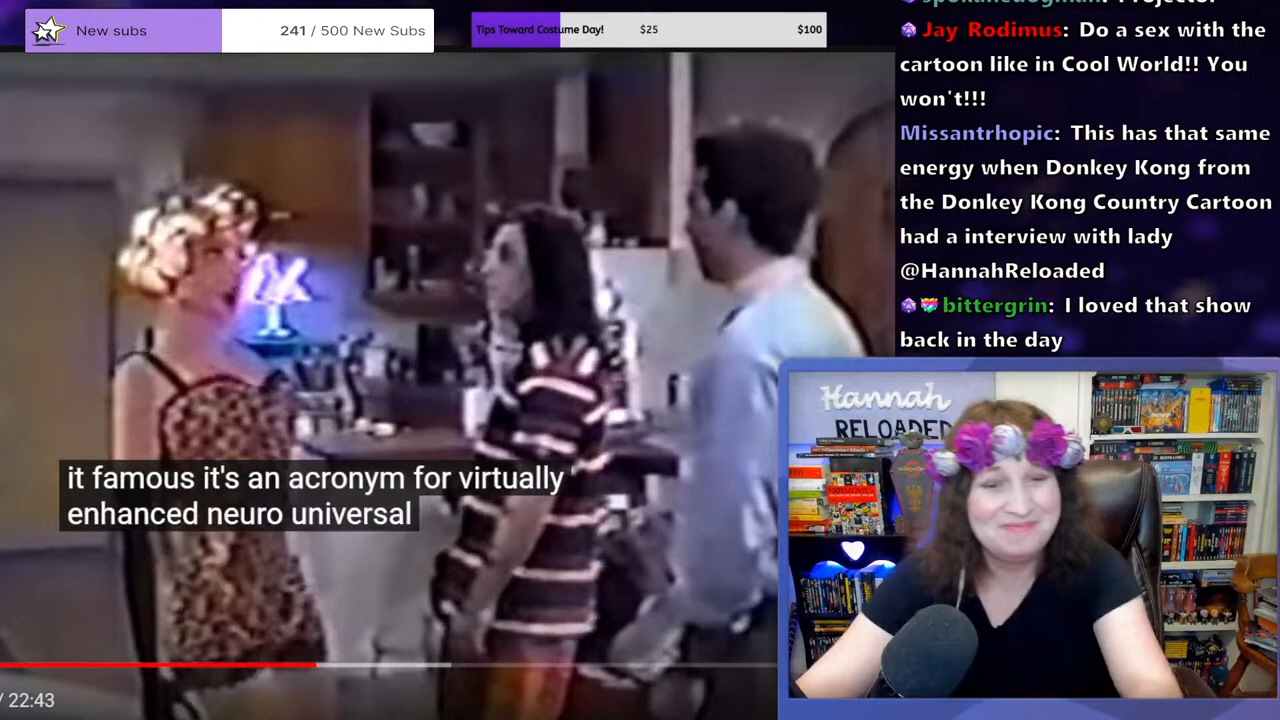 New subs
241 / 500 New Subs
Tips Toward Costume Day!
$25
$100
Jay Rodimus: Do a sex with the
cartoon like in Cool World!! You
won't!!!
Missantrhopic: This has that same
energy when Donkey Kong from
the Donkey Kong Country Cartoon
had a interview with lady
@HannahReloaded
bittergrin: I loved that show
back in the day
Hannah
RELOADED
it famous it's an acronym for virtually
enhanced neuro universal
/ 22:43